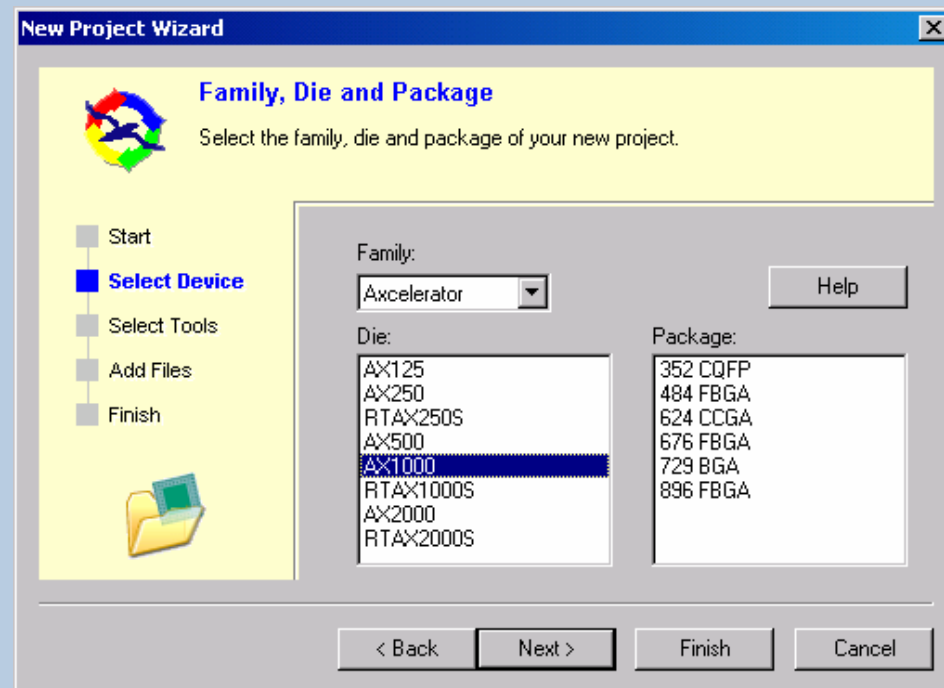 New Project Wizard
Family, Die and Package
Select the family, die and package of your new project.
Start
Select Device
Select Tools
Add Files
Finish
Family:
Axcelerator
Help
Die:
AX125
AX250
RTAX250S
AX500
AX1000
RTAX1000S
AX2000
RTAX2000S
Package:
352 CQFP
484 FBGA
624 CCGA
676 FBGA
729 BGA
896 FBGA
< Back
Next >
Finish
Cancel